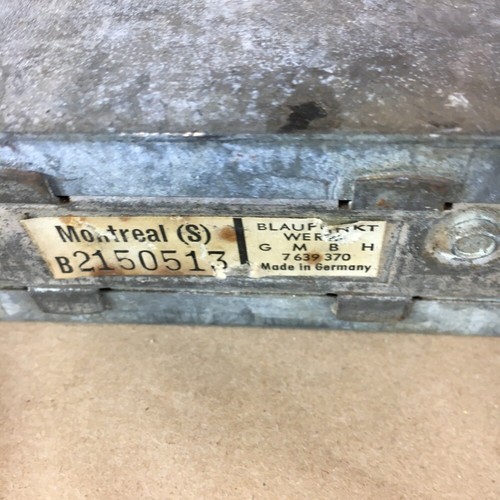 Montreal (S)
B2150513
BLAUPUNKT
WERKE
G M B H
7 639 370
Made in Germany